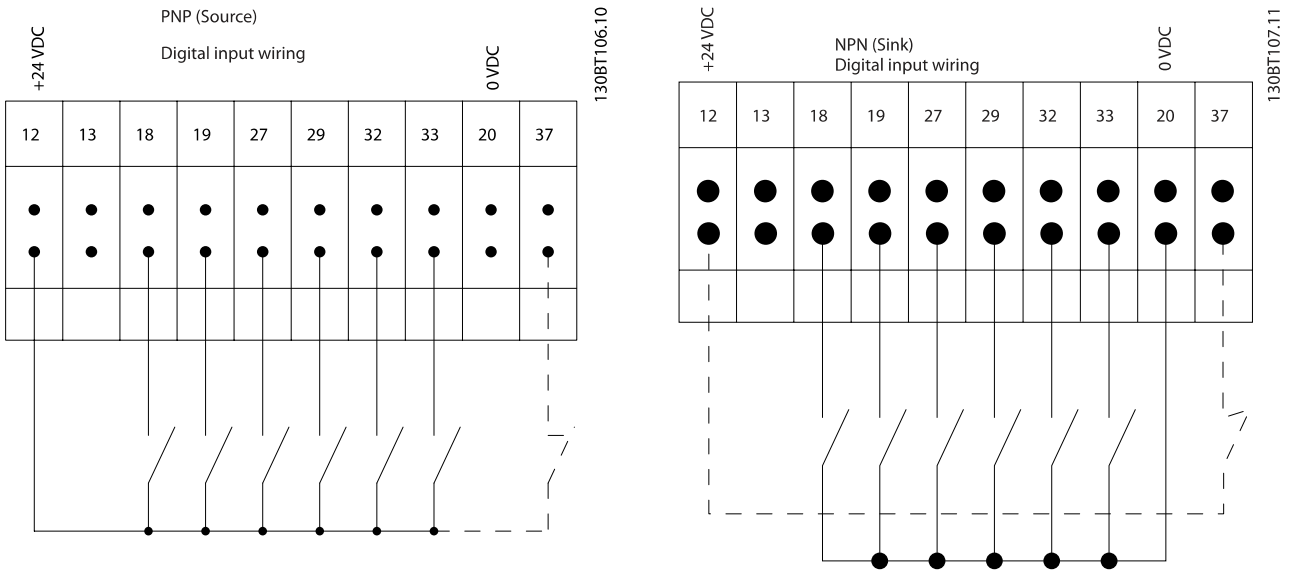 PNP (Source)
Digital input wiring
+24 VDC
0 VDC
130BT106.10
12 13 18 19 27 29 32 33 20 37
NPN (Sink)
Digital input wiring
+24 VDC
0 VDC
130BT107.11
12 13 18 19 27 29 32 33 20 37